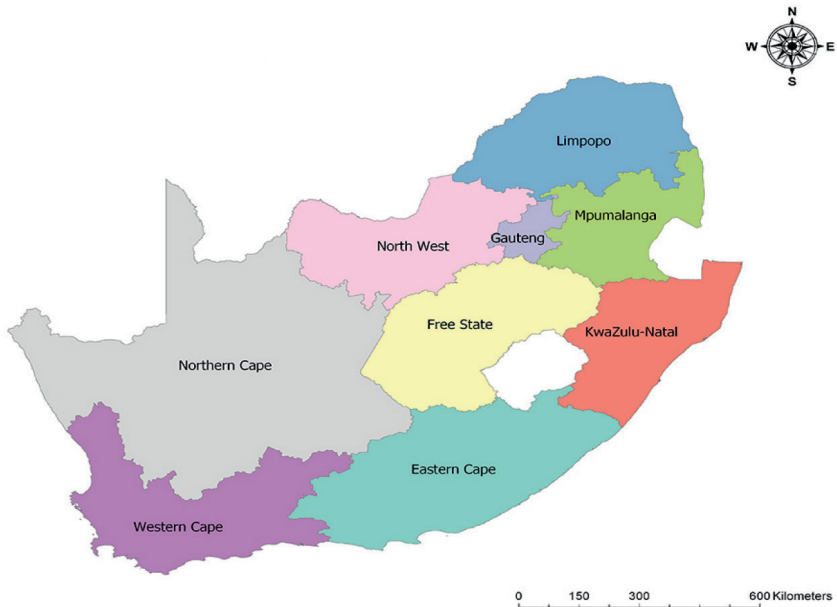 N
W E
S
Limpopo
Mpumalanga
North West
Gauteng
Free State
KwaZulu-Natal
Northern Cape
Eastern Cape
Western Cape
0 150 300 600 Kilometers